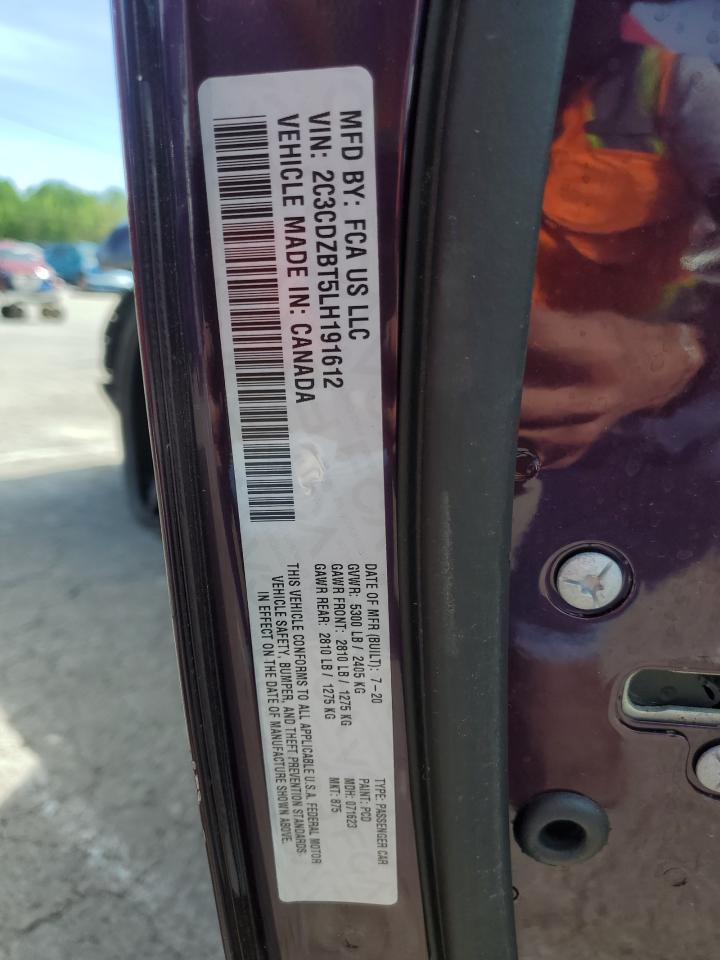 MFD BY: FCA US LLC
VIN: 2C3CDZBT5LH191612
VEHICLE MADE IN: CANADA
DATE OF MFR (BUILT): 7-20
GVWR: 5300 LB / 2405 KG
GAWR FRONT: 2810 LB / 1275 KG
GAWR REAR: 2810 LB / 1275 KG
TYPE: PASSENGER CAR
PAINT: PCD
MDH: 071623
MKT: 875
THIS VEHICLE CONFORMS TO ALL APPLICABLE U.S.A. FEDERAL MOTOR
VEHICLE SAFETY, BUMPER, AND THEFT PREVENTION STANDARDS
IN EFFECT ON THE DATE OF MANUFACTURE SHOWN ABOVE.